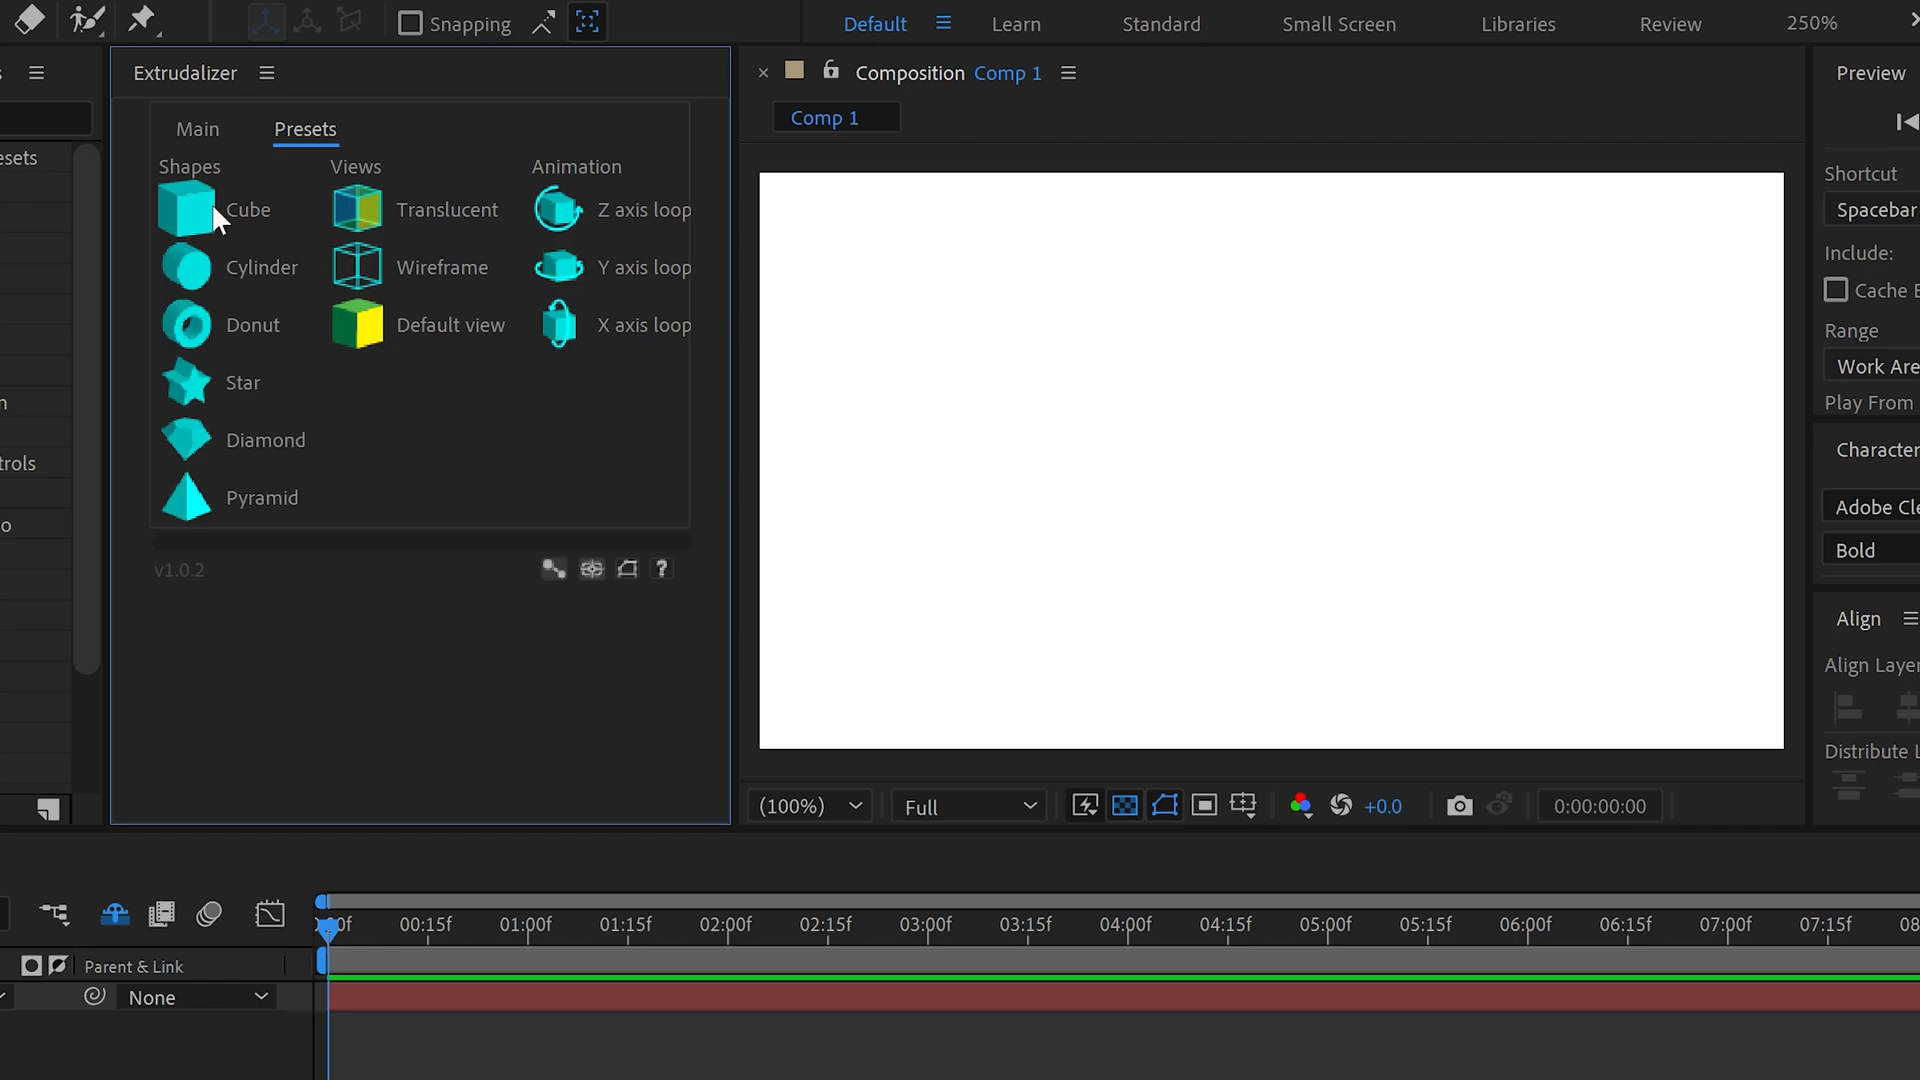 Snapping
Default
Learn
Standard
Small Screen
Libraries
Review
250%
Extrudalizer
Main
Presets
Shapes
Views
Animation
Cube
Translucent
Z axis loop
Cylinder
Wireframe
Y axis loop
Donut
Default view
X axis loop
Star
Diamond
Pyramid
v1.0.2
?
s
esets
n
trols
o
Composition Comp 1
Comp 1
(100%)
Full
+0.0
0:00:00:00
Preview
Shortcut
Spacebar
Include:
Cache E
Range
Work Are
Play From
Character
Adobe Cle
Bold
Align
Align Layer
Distribute L
:00f 00:15f 01:00f 01:15f 02:00f 02:15f 03:00f 03:15f 04:00f 04:15f 05:00f 05:15f 06:00f 06:15f 07:00f 07:15f 08
Parent & Link
None